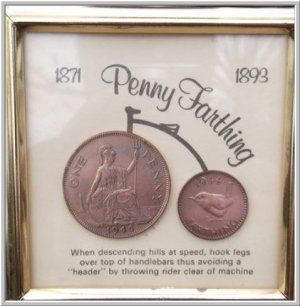 1871 Penny Farthing 1893
ONE PENNY
FARTHING
When descending hills at speed, hook legs
over top of handlebars thus avoiding a
"header" by throwing rider clear of machine